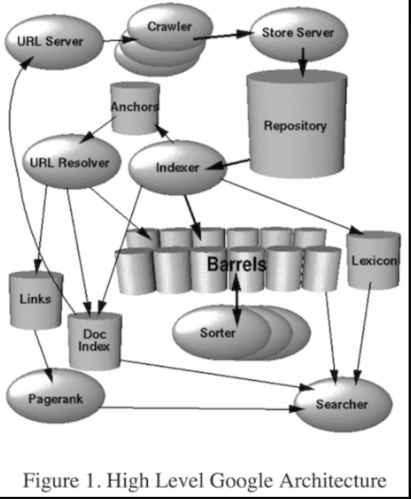 URL Server
Crawler
Store Server
Anchors
Repository
URL Resolver
Indexer
Barrels
Lexicon
Links
Doc
Index
Sorter
Pagerank
Searcher
Figure 1. High Level Google Architecture